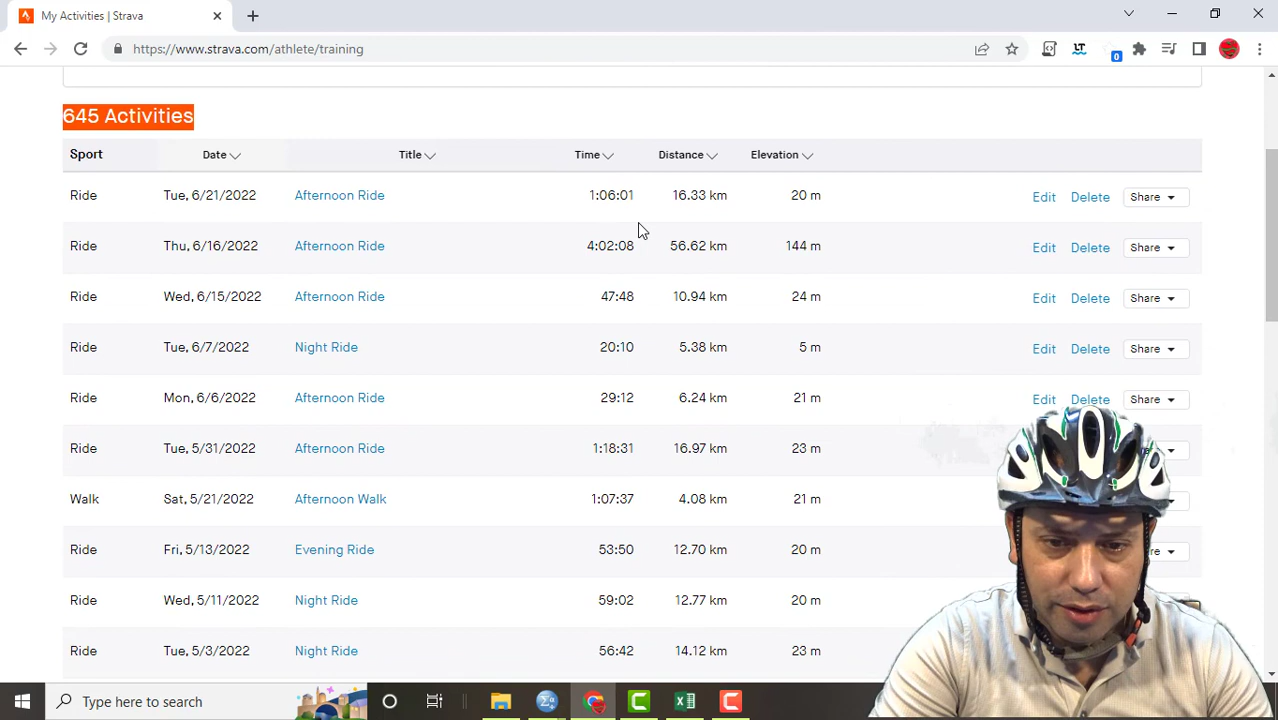 My Activities | Strava
https://www.strava.com/athlete/training
LT
0
645 Activities
Sport Date Title Time Distance Elevation
Ride Tue, 6/21/2022 Afternoon Ride 1:06:01 16.33 km 20 m Edit Delete Share
Ride Thu, 6/16/2022 Afternoon Ride 4:02:08 56.62 km 144 m Edit Delete Share
Ride Wed, 6/15/2022 Afternoon Ride 47:48 10.94 km 24 m Edit Delete Share
Ride Tue, 6/7/2022 Night Ride 20:10 5.38 km 5 m Edit Delete Share
Ride Mon, 6/6/2022 Afternoon Ride 29:12 6.24 km 21 m Edit Delete Share
Ride Tue, 5/31/2022 Afternoon Ride 1:18:31 16.97 km 23 m
Walk Sat, 5/21/2022 Afternoon Walk 1:07:37 4.08 km 21 m
Ride Fri, 5/13/2022 Evening Ride 53:50 12.70 km 20 m
Ride Wed, 5/11/2022 Night Ride 59:02 12.77 km 20 m
Ride Tue, 5/3/2022 Night Ride 56:42 14.12 km 23 m
Type here to search